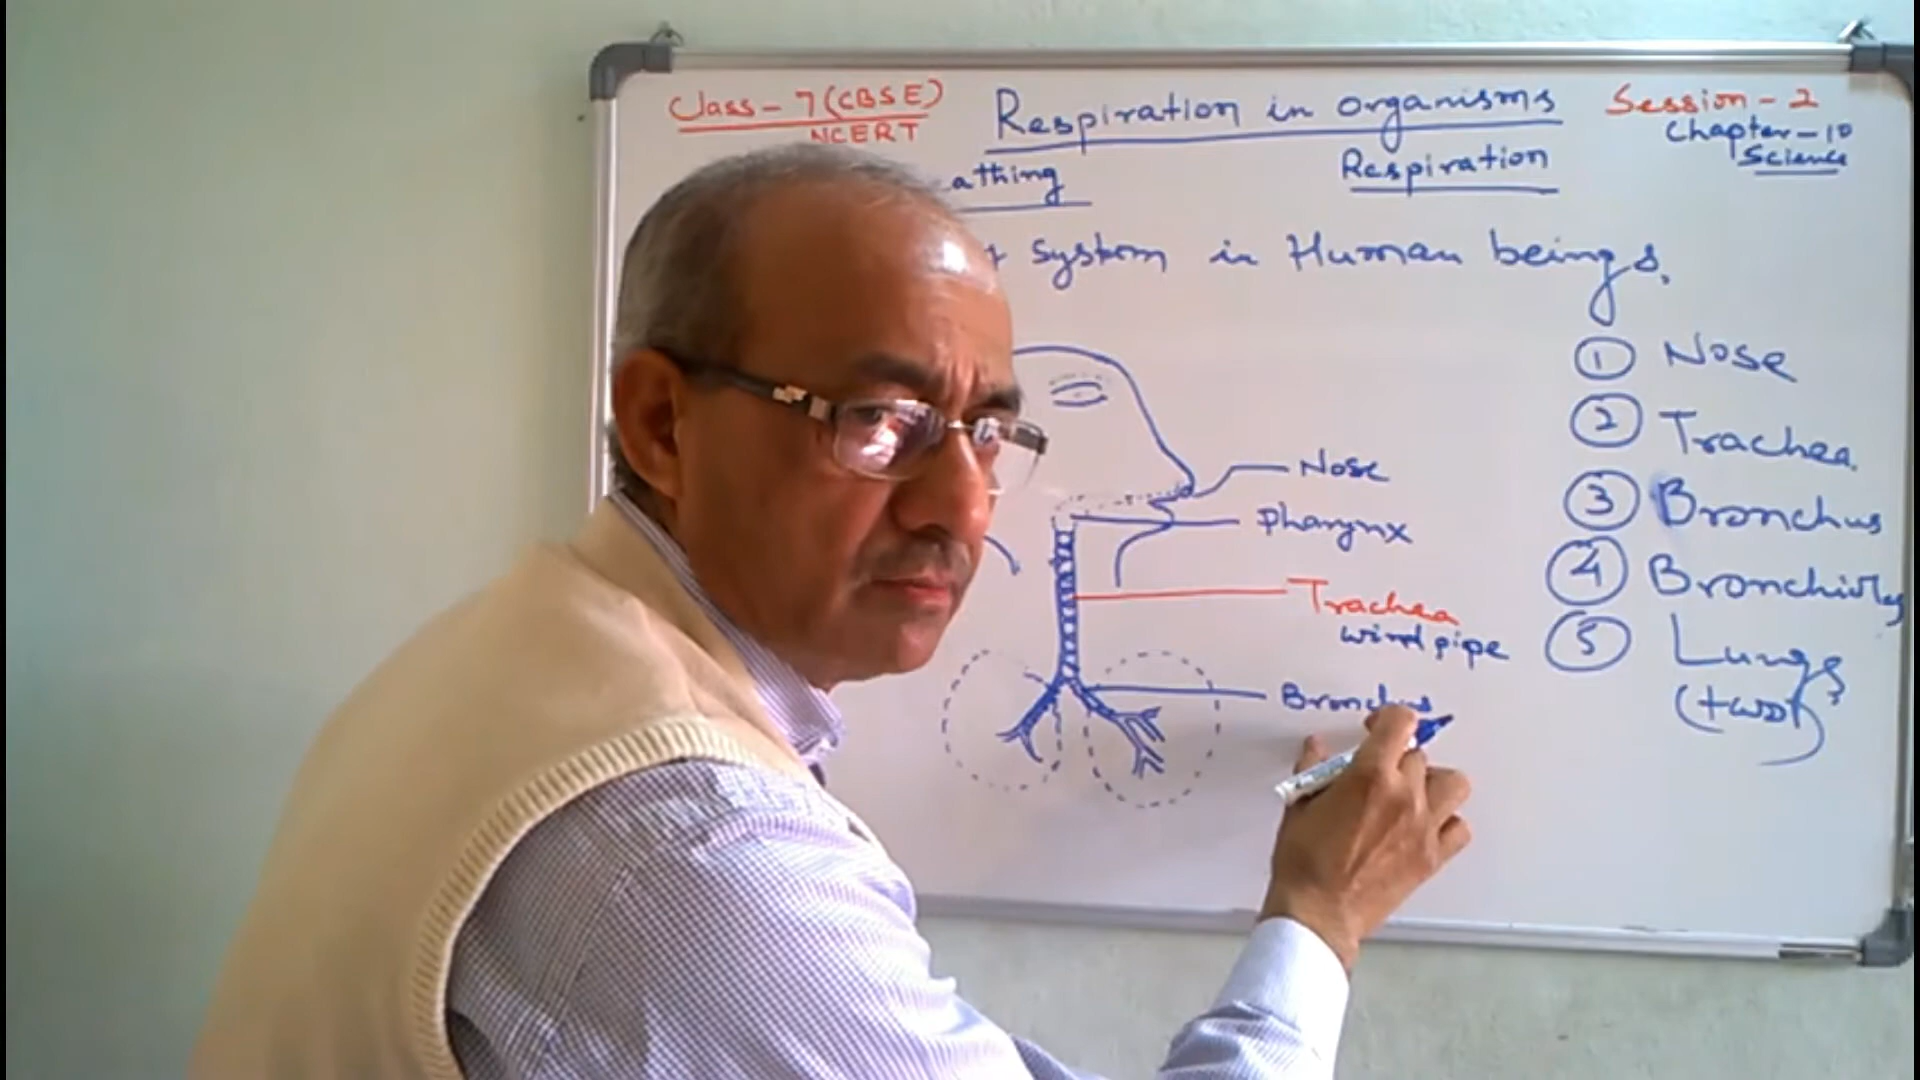 Class - 7 (CBSE)
NCERT
Respiration in organisms
Session - 2
Chapter - 10
Science
athing
Respiration
System in Human beings.
① Nose
② Trachea
③ Bronchus
④ Bronchioles
⑤ Lungs
(two)
Nose
Pharynx
Trachea
wind pipe
Bronchus